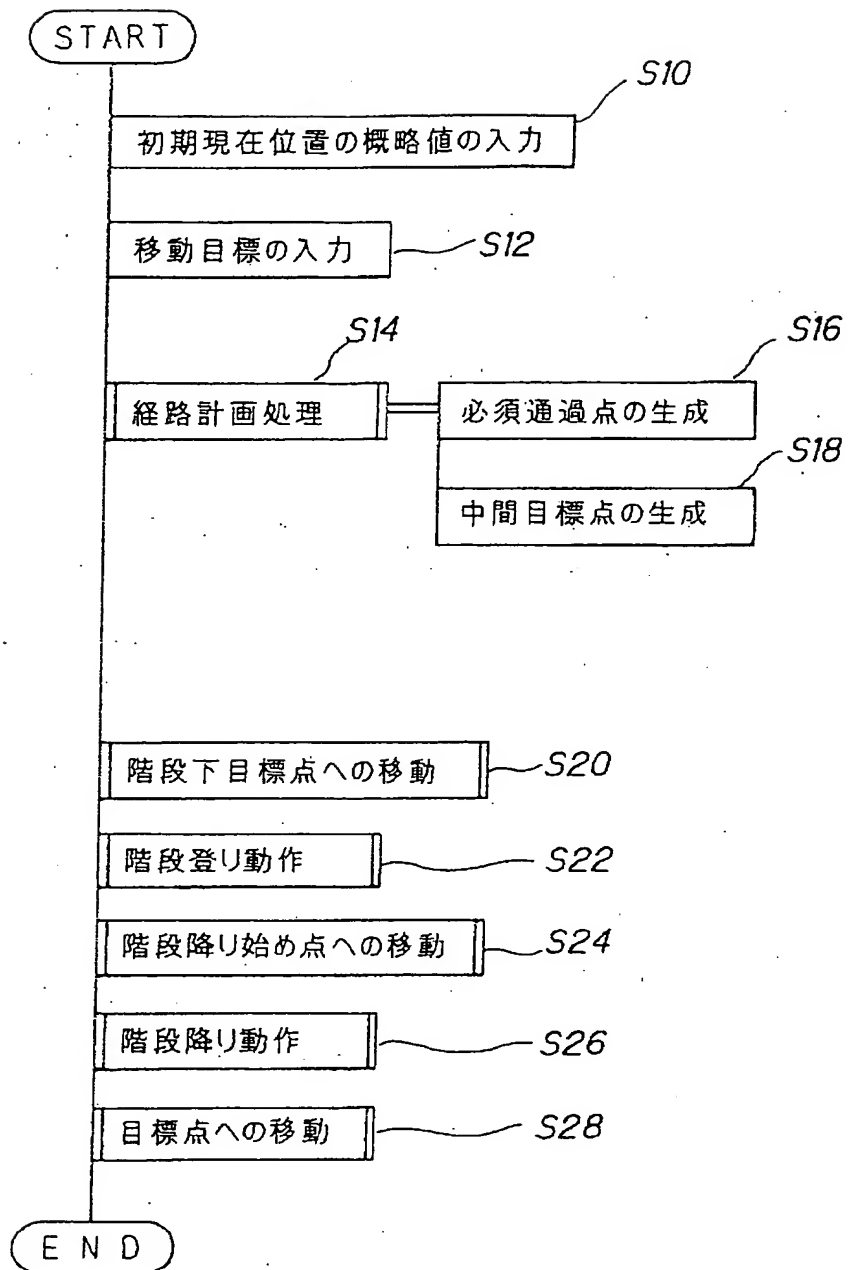 START
S10
初期現在位置の概略値の入力
移動目標の入力
S12
S14
経路計画処理
S16
必須通過点の生成
S18
中間目標点の生成
階段下目標点への移動
S20
階段登り動作
S22
階段降り始め点への移動
S24
階段降り動作
S26
目標点への移動
S28
END